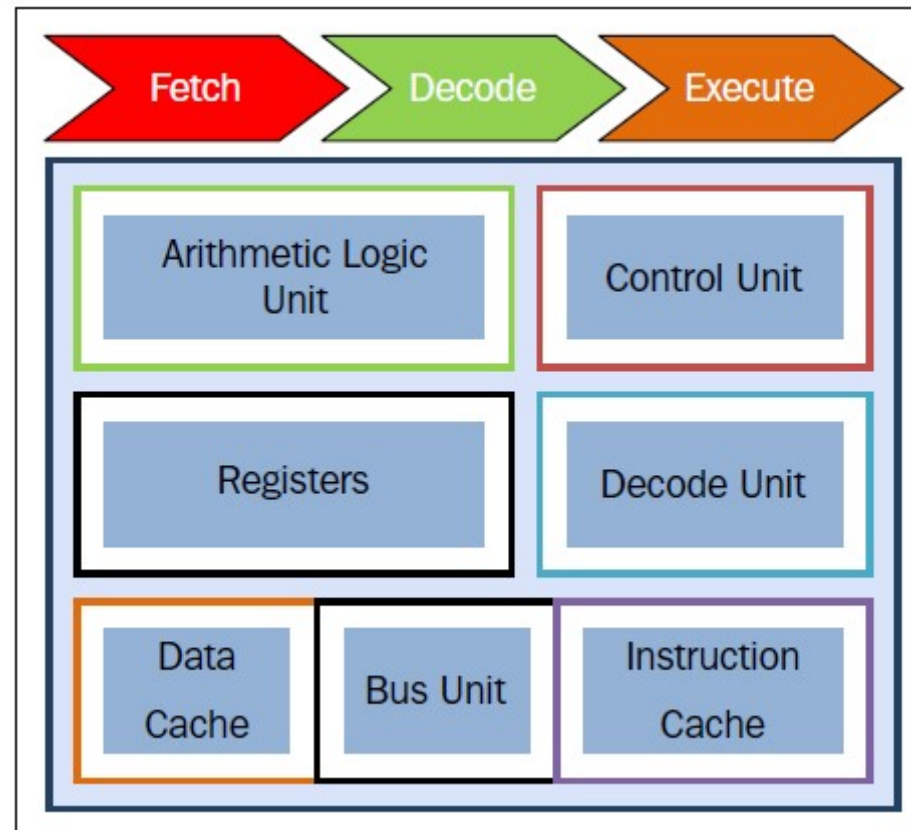 Fetch
Decode
Execute
Arithmetic Logic
Unit
Control Unit
Registers
Decode Unit
Data
Cache
Bus Unit
Instruction
Cache